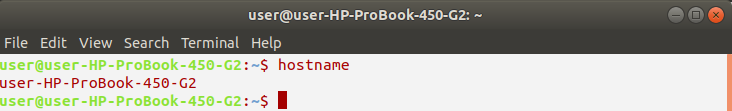 user@user-HP-ProBook-450-G2: ~
File Edit View Search Terminal Help
user@user-HP-ProBook-450-G2:~$ hostname
user-HP-ProBook-450-G2
user@user-HP-ProBook-450-G2:~$